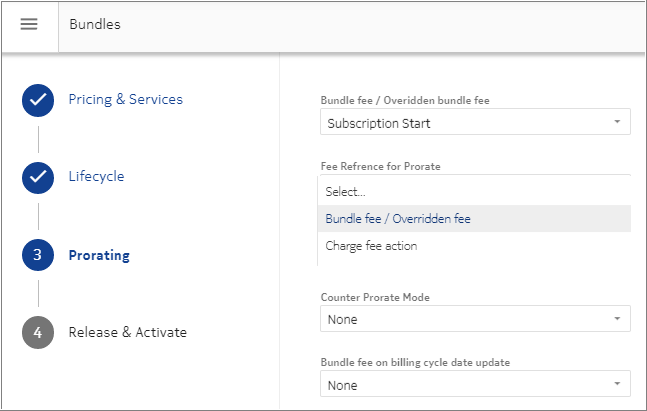 Bundles
Pricing & Services
Lifecycle
3
Prorating
4
Release & Activate
Bundle fee / Overidden bundle fee
Subscription Start
Fee Refrence for Prorate
Select...
Bundle fee / Overridden fee
Charge fee action
Counter Prorate Mode
None
Bundle fee on billing cycle date update
None